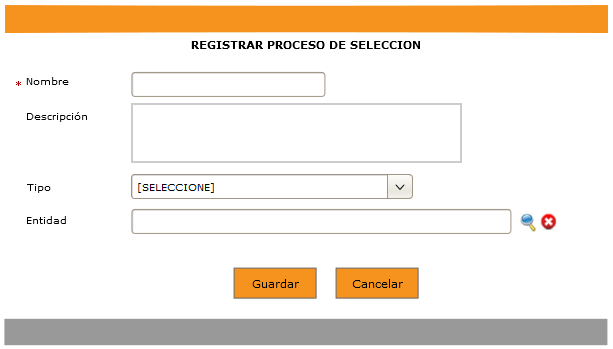 REGISTRAR PROCESO DE SELECCION
* Nombre
Descripción
Tipo [SELECCIONE]
Entidad
Guardar Cancelar